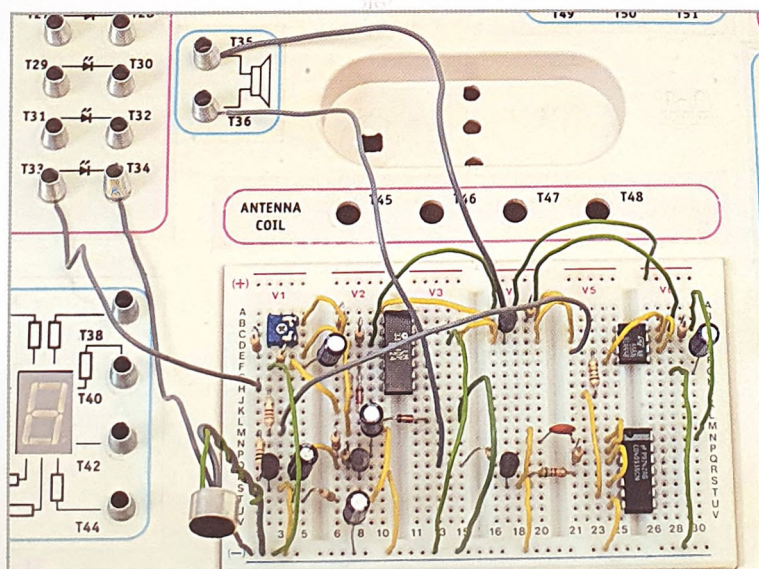 T49 T50 T51
T35
T29 T30
T36
T31 T32
T33 T34
ANTENNA COIL
T45 T46 T47 T48
(+) V1 V2 V3 V5
A
B
C
D
E
F
T38
T40
T42
T44
H
J
K
L
M
N
P
Q
R
S
T
U
V
M
N
P
Q
R
S
T
U
V
(-) 3 5 6 8 10 11 13 15 16 18 20 21 23 25 26 28 30